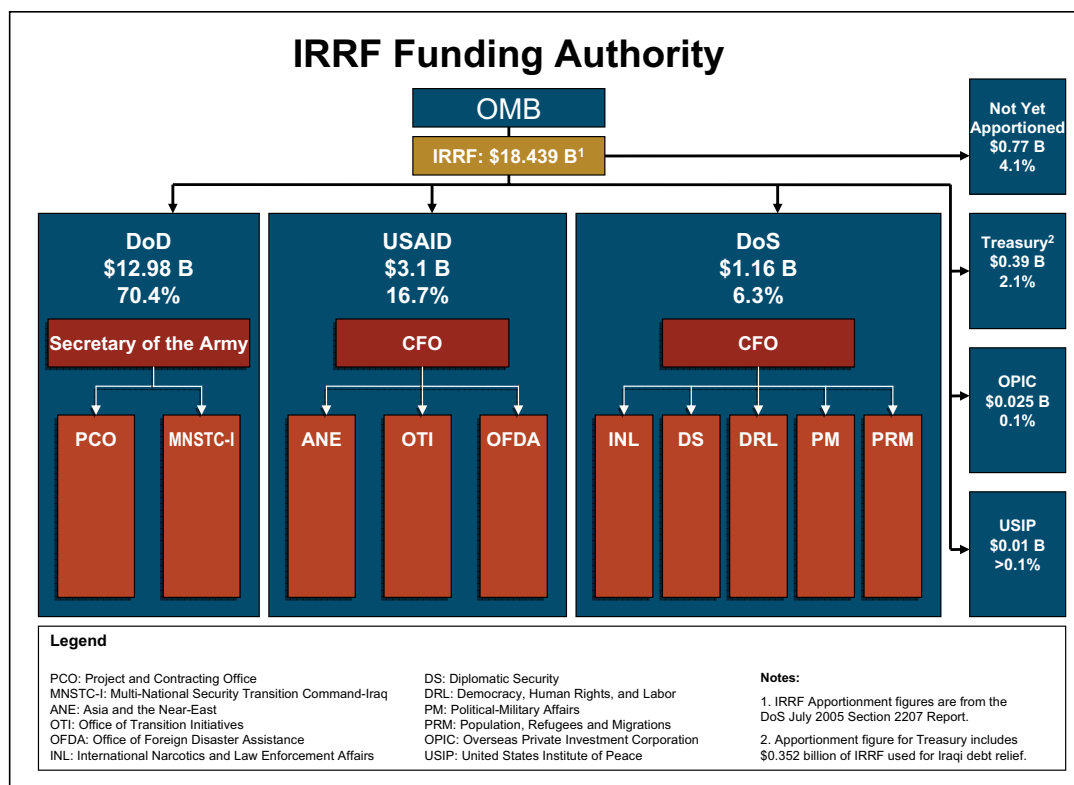 IRRF Funding Authority
OMB
IRRF: $18.439 B1
Not Yet
Apportioned
$0.77 B
4.1%
DoD
$12.98 B
70.4%
Secretary of the Army
PCO
MNSTC-I
USAID
$3.1 B
16.7%
CFO
ANE
OTI
OFDA
DoS
$1.16 B
6.3%
CFO
INL
DS
DRL
PM
PRM
Treasury2
$0.39 B
2.1%
OPIC
$0.025 B
0.1%
USIP
$0.01 B
>0.1%
Legend
PCO: Project and Contracting Office
MNSTC-I: Multi-National Security Transition Command-Iraq
ANE: Asia and the Near-East
OTI: Office of Transition Initiatives
OFDA: Office of Foreign Disaster Assistance
INL: International Narcotics and Law Enforcement Affairs
DS: Diplomatic Security
DRL: Democracy, Human Rights, and Labor
PM: Political-Military Affairs
PRM: Population, Refugees and Migrations
OPIC: Overseas Private Investment Corporation
USIP: United States Institute of Peace
Notes:
1. IRRF Apportionment figures are from the
DoS July 2005 Section 2207 Report.
2. Apportionment figure for Treasury includes
$0.352 billion of IRRF used for Iraqi debt relief.